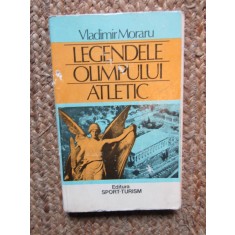 Vladimir Moraru
LEGENDELE
OLIMPULUI
ATLETIC
Editura
SPORT-TURISM